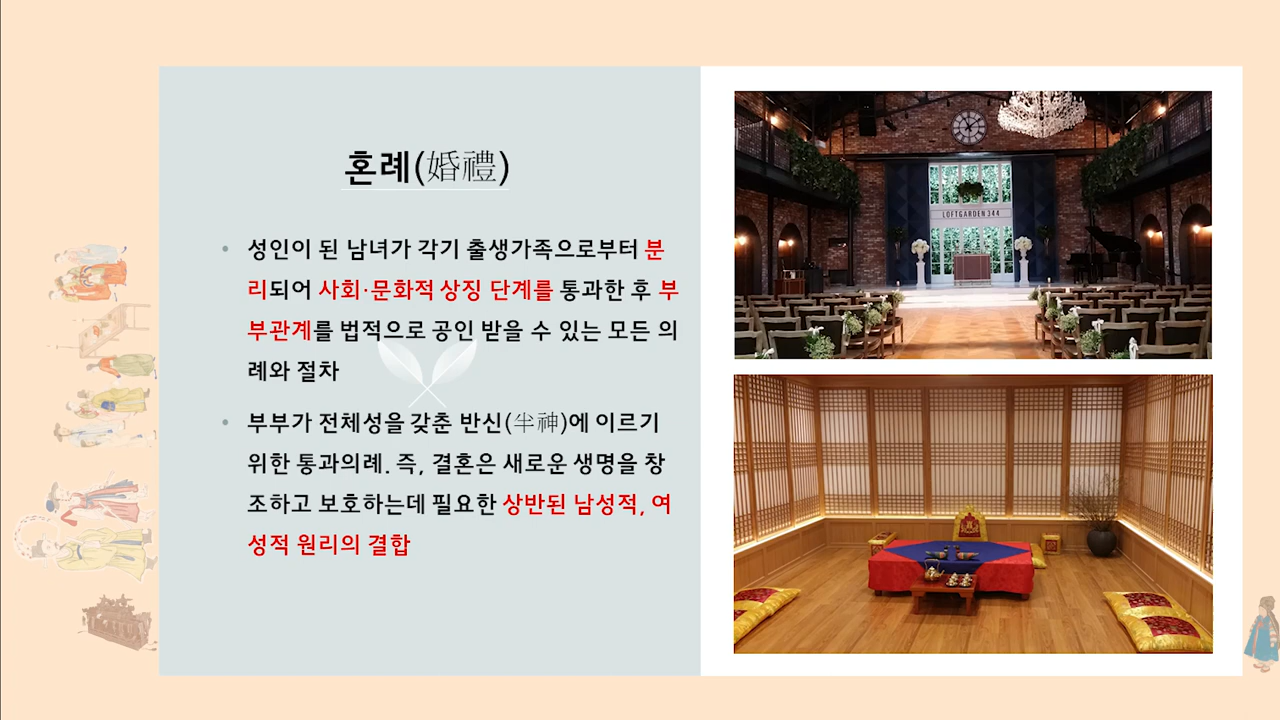 혼례(婚禮)
• 성인이 된 남녀가 각기 출생가족으로부터 분
리되어 사회·문화적 상징 단계를 통과한 후 부
부관계를 법적으로 공인 받을 수 있는 모든 의
례와 절차
• 부부가 전체성을 갖춘 반신(半神)에 이르기
위한 통과의례. 즉, 결혼은 새로운 생명을 창
조하고 보호하는데 필요한 상반된 남성적, 여
성적 원리의 결합
LOFTGARDEN 344